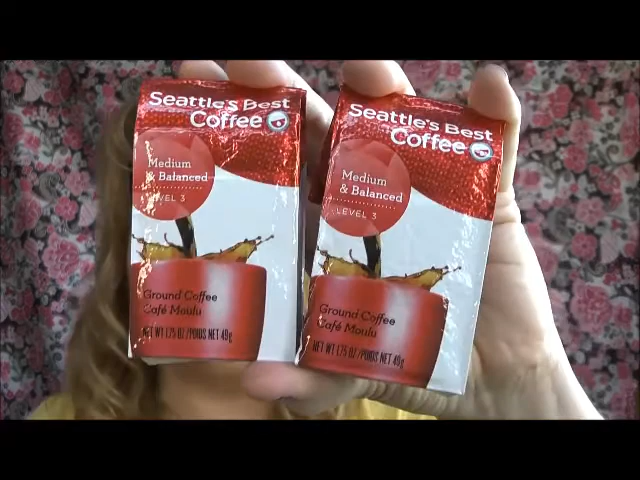 Seattle's Best
Coffee
Medium
& Balanced
LEVEL 3
Ground Coffee
Café Moulu
NET WT 1.75 OZ/POIDS NET 49g
Seattle's Best
Coffee
Medium
& Balanced
LEVEL 3
Ground Coffee
Café Moulu
NET WT 1.75 OZ/POIDS NET 49g